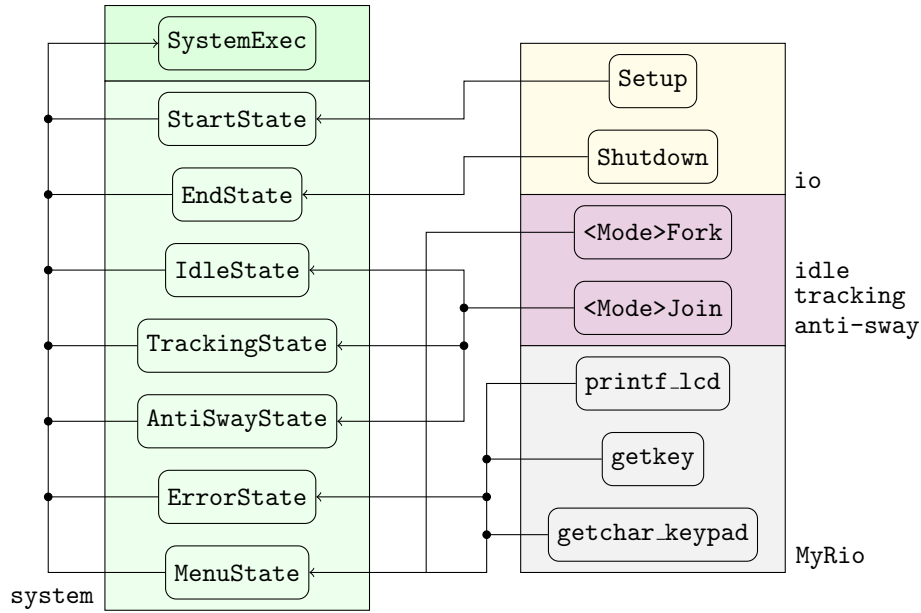 SystemExec
StartState
EndState
IdleState
TrackingState
AntiSwayState
ErrorState
MenuState
system
Setup
Shutdown
io
<Mode>Fork
<Mode>Join
idle
tracking
anti-sway
printf_lcd
getkey
getchar_keypad
MyRio